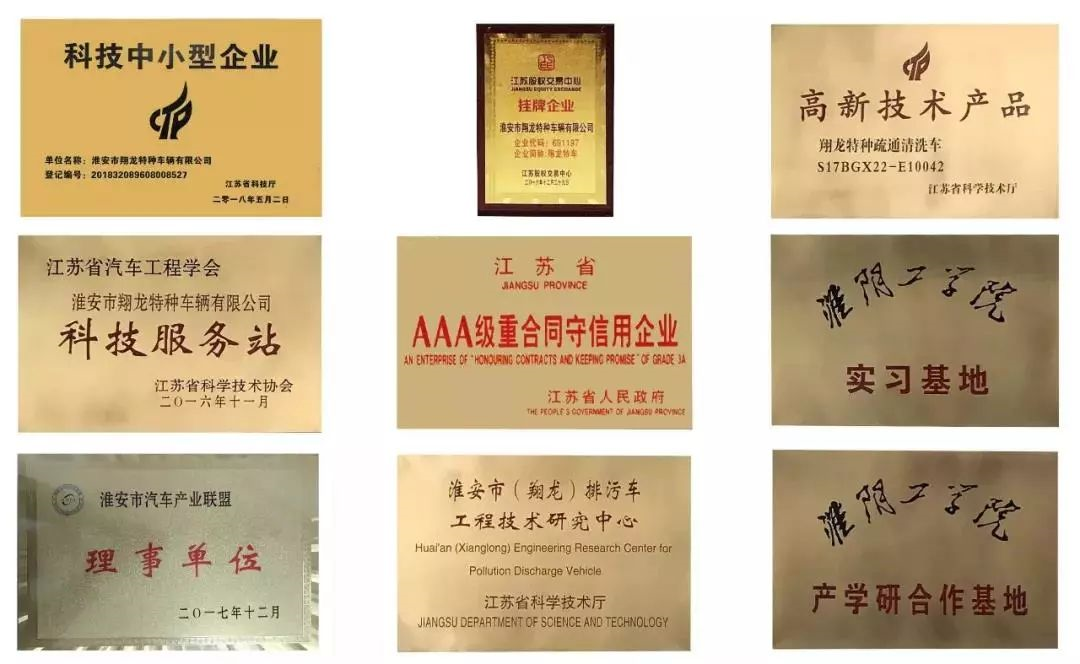 科技中小型企业
单位名称：淮安市翔龙特种车辆有限公司
登记编号：201832089608008527
江苏省科技厅
二零一八年五月二日
江苏股权交易中心
JIANGSU EQUITY EXCHANGE
挂牌企业
淮安市翔龙特种车辆有限公司
企业代码：691197
企业简称：翔龙特车
江苏股权交易中心
二〇一六年十二月二十九日
高新技术产品
翔龙特种疏通清洗车
S17BGX22-E10042
江苏省科学技术厅
江苏省汽车工程学会
淮安市翔龙特种车辆有限公司
科技服务站
江苏省科学技术协会
二〇一六年十一月
江苏省
JIANGSU PROVINCE
AAA级重合同守信用企业
AN ENTERPRISE OF "HONOURING CONTRACTS AND KEEPING PROMISE" OF GRADE 3A
江苏省人民政府
THE PEOPLE'S GOVERNMENT OF JIANGSU PROVINCE
淮阴工学院
实习基地
淮安市汽车产业联盟
理事单位
二〇一七年十二月
淮安市（翔龙）排污车
工程技术研究中心
Huai'an (Xianglong) Engineering Research Center for
Pollution Discharge Vehicle
江苏省科学技术厅
JIANGSU DEPARTMENT OF SCIENCE AND TECHNOLOGY
淮阴工学院
产学研合作基地